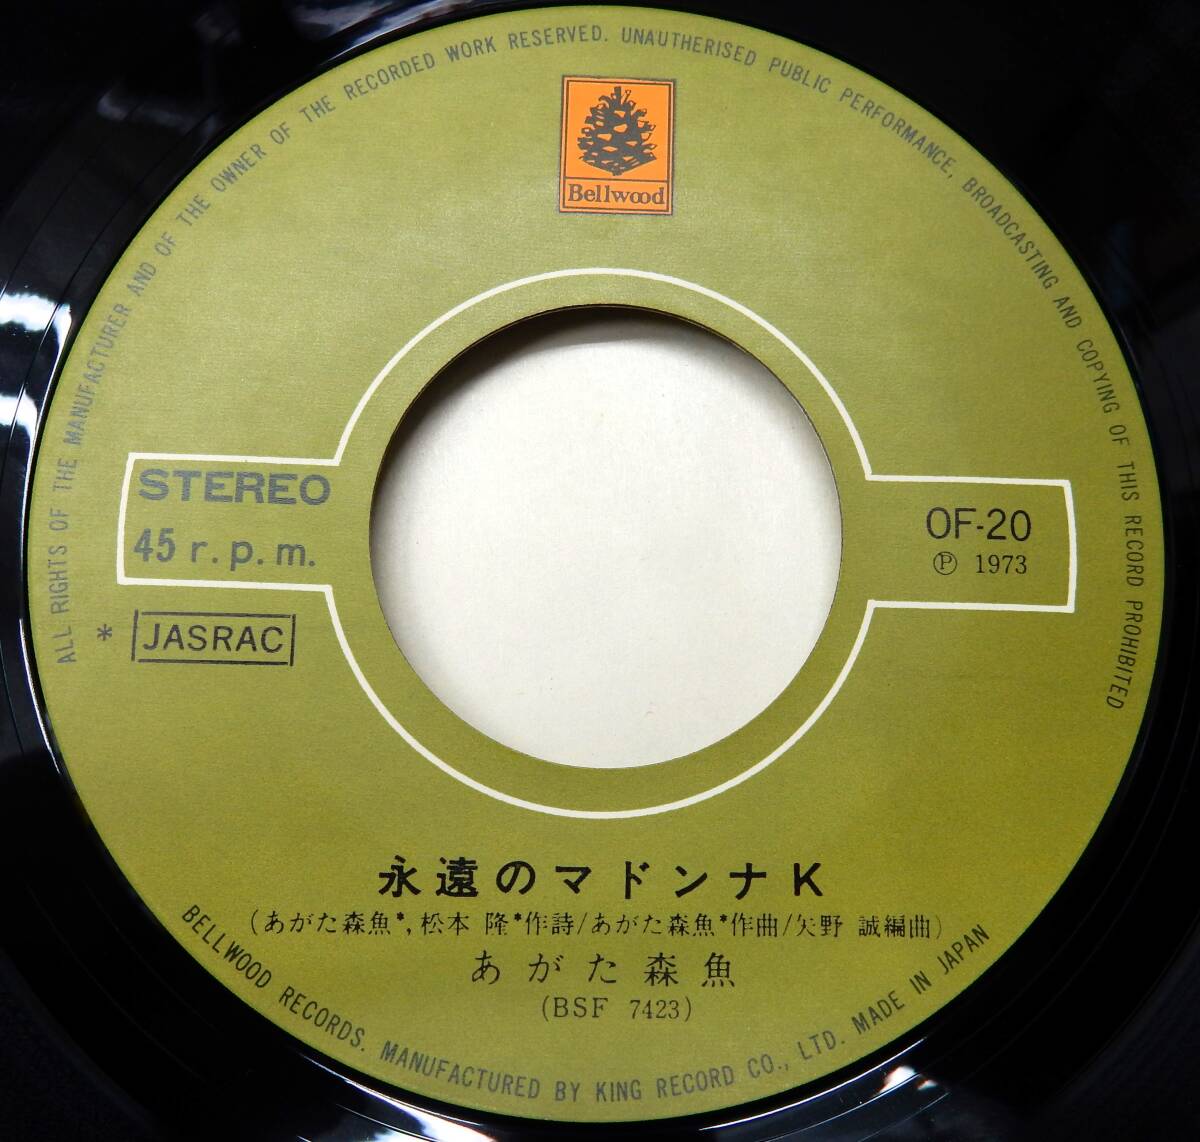 ALL RIGHTS OF THE MANUFACTURER AND OF THE OWNER OF THE RECORDED WORK RESERVED. UNAUTHERISED PUBLIC PERFORMANCE, BROADCASTING AND COPYING OF THIS RECORD PROHIBITED
Bellwood
STEREO
45 r.p.m.
* JASRAC
OF-20
Ⓟ 1973
永遠のマドンナK
(あがた森魚*, 松本 隆*作詩/あがた森魚*作曲/矢野 誠編曲)
あがた森魚
(BSF 7423)
BELLWOOD RECORDS. MANUFACTURED BY KING RECORD CO., LTD. MADE IN JAPAN